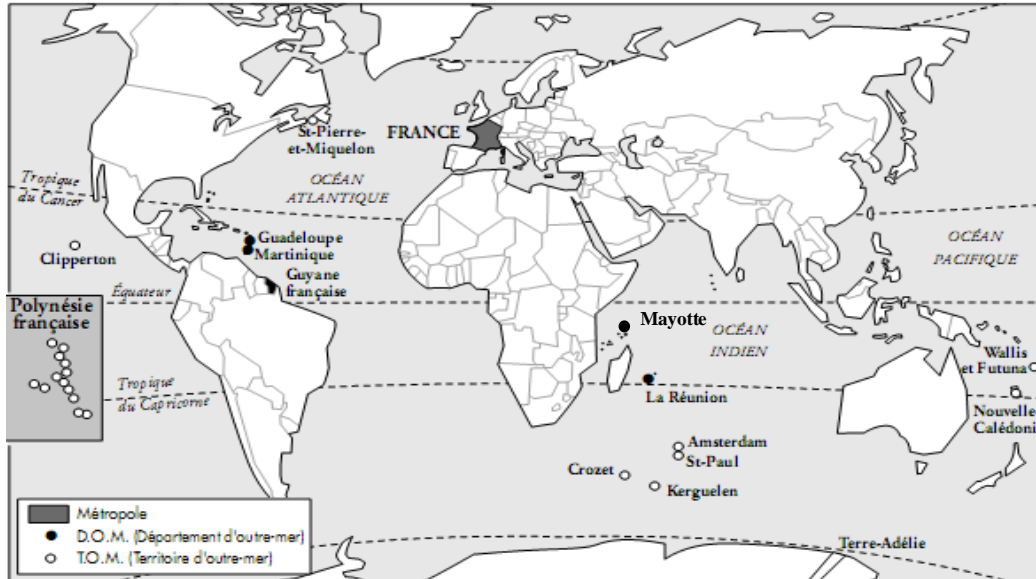 St-Pierre-
et-Miquelon
FRANCE
OCÉAN
ATLANTIQUE
Tropique
du Cancer
Clipperton
Guadeloupe
Martinique
Guyane
française
OCÉAN
PACIFIQUE
Équateur
Polynésie
française
Mayotte
OCÉAN
INDIEN
Wallis
et Futuna
Tropique
du Capricorne
La Réunion
Nouvelle-
Calédoni
Amsterdam
St-Paul
Crozet
Kerguelen
Métropole
D.O.M. (Département d'outre-mer)
T.O.M. (Territoire d'outre-mer)
Terre-Adélie